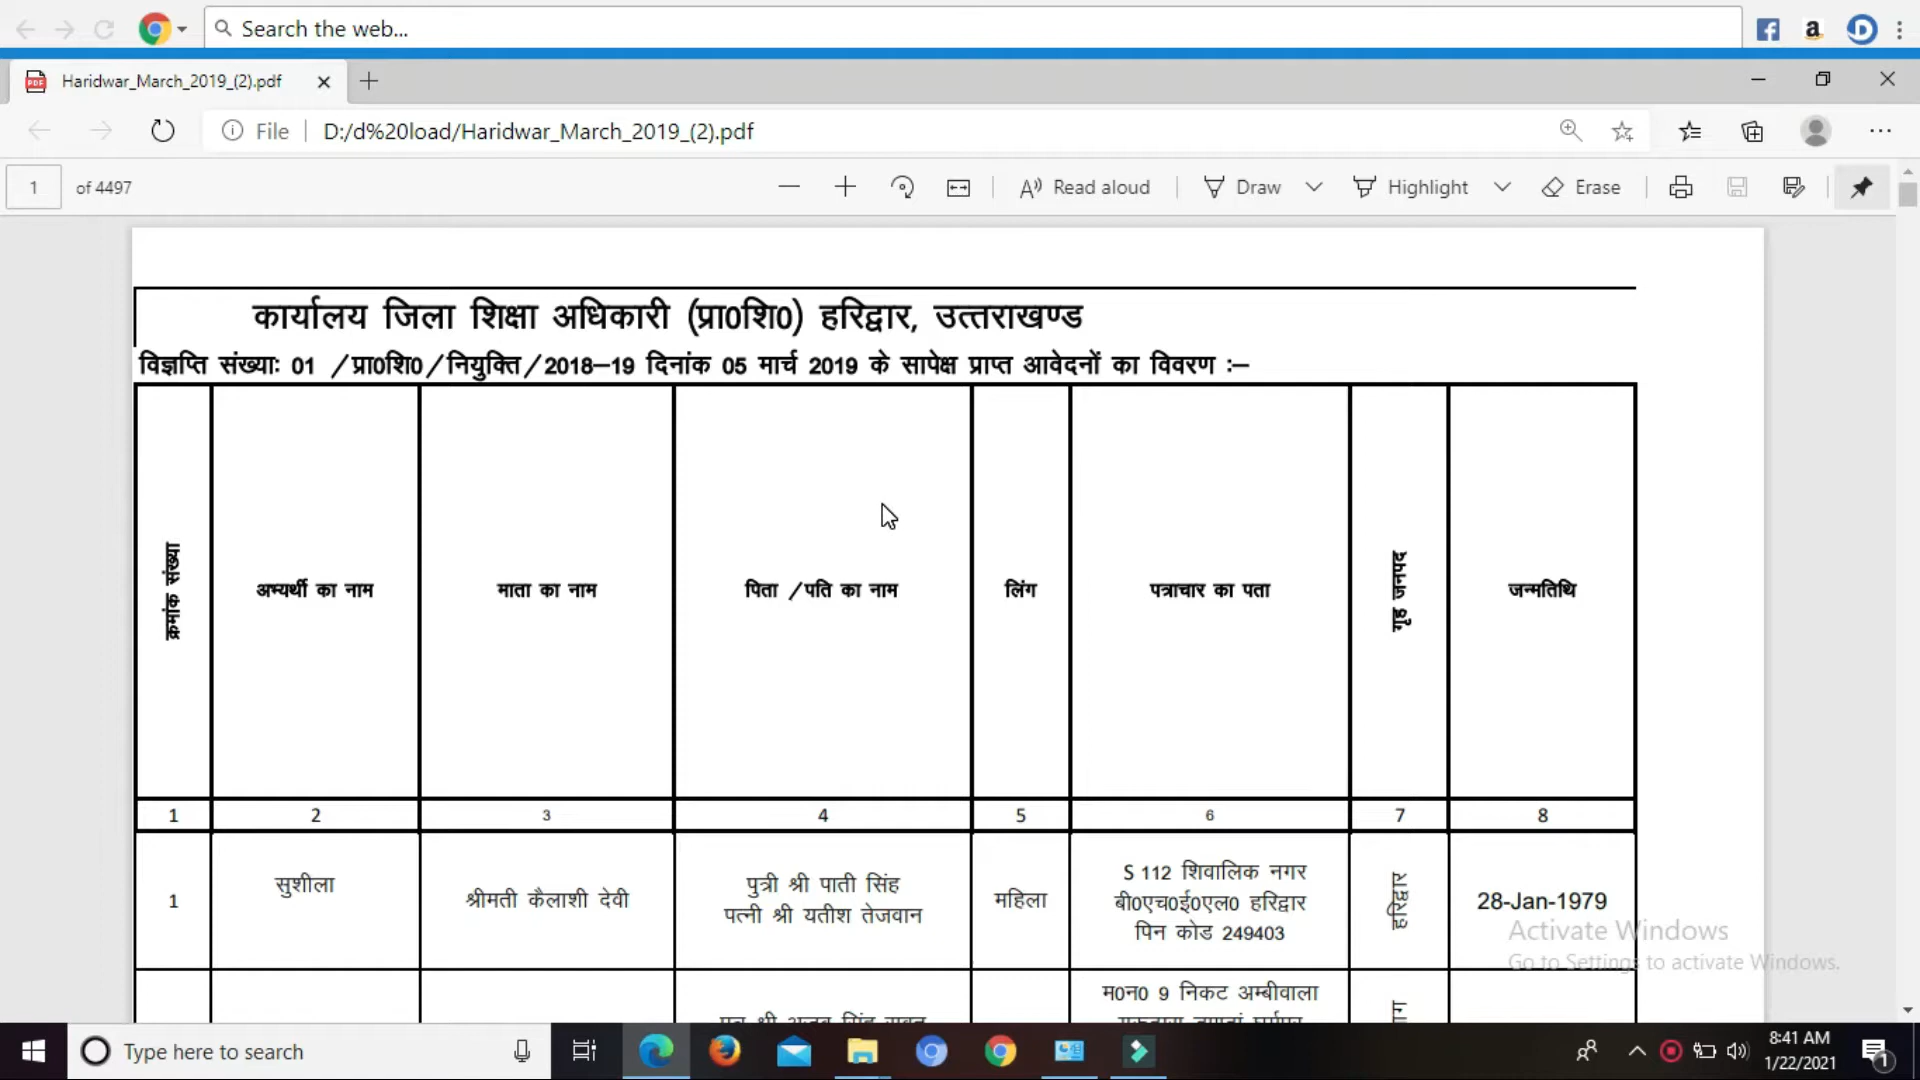 Search the web...
Haridwar_March_2019_(2).pdf
File D:/d%20load/Haridwar_March_2019_(2).pdf
1 of 4497 Read aloud Draw Highlight Erase
कार्यालय जिला शिक्षा अधिकारी (प्रा0शि0) हरिद्वार, उत्तराखण्ड
विज्ञप्ति संख्याः 01 /प्रा0शि0/नियुक्ति/2018–19 दिनांक 05 मार्च 2019 के सापेक्ष प्राप्त आवेदनों का विवरण :–
क्रमांक संख्या अभ्यर्थी का नाम माता का नाम पिता /पति का नाम लिंग पत्राचार का पता गृह जनपद जन्मतिथि
1 2 3 4 5 6 7 8
1 सुशीला श्रीमती कैलाशी देवी पुत्री श्री पाती सिंह महिला S 112 शिवालिक नगर हरिद्वार 28-Jan-1979
पत्नी श्री यतीश तेजवान बी0एच0ई0एल0 हरिद्वार
पिन कोड 249403
Activate Windows
Go to Settings to activate Windows.
म0न0 9 निकट अम्बीवाला
Type here to search
8:41 AM
1/22/2021
1